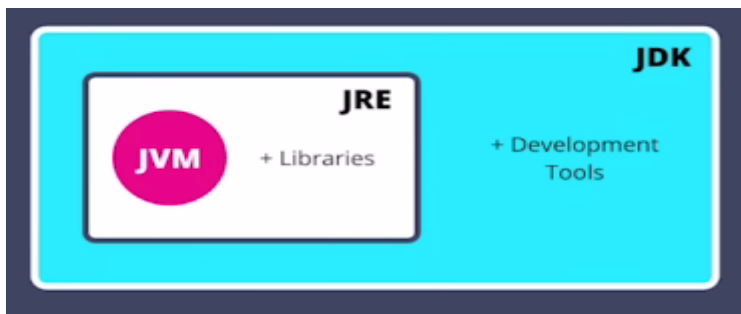 JDK
JRE
JVM
+ Libraries
+ Development
Tools